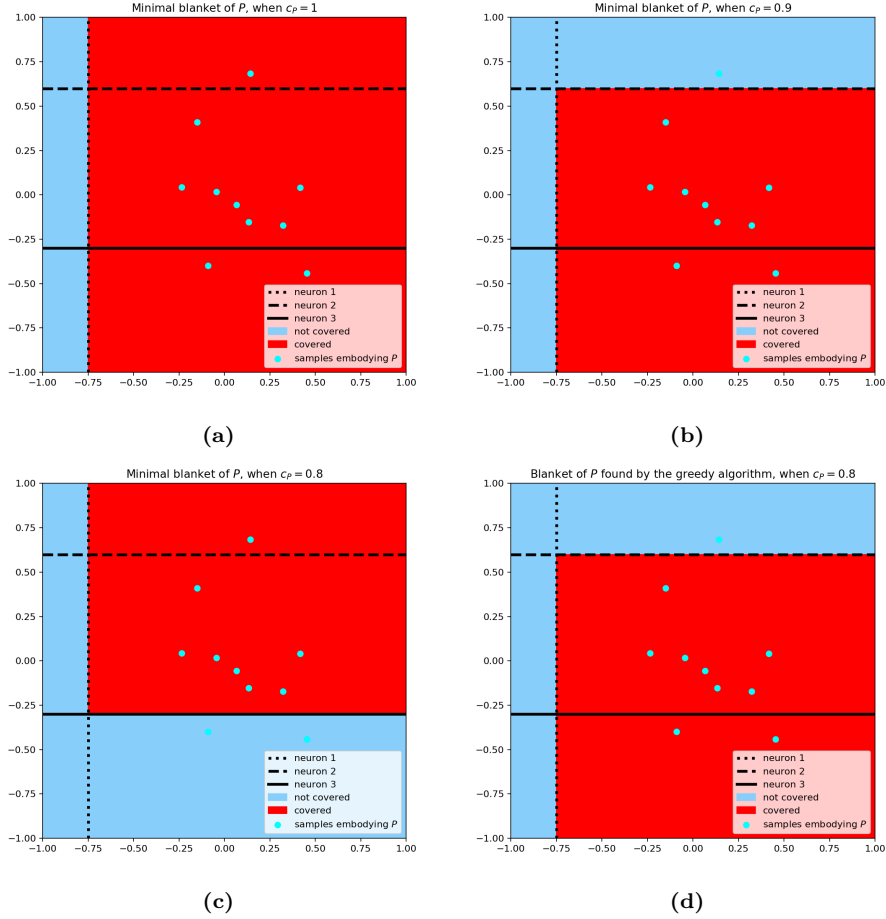 Minimal blanket of P, when c_P = 1
1.00
0.75
0.50
0.25
0.00
−0.25
−0.50
−0.75
−1.00
−1.00 −0.75 −0.50 −0.25 0.00 0.25 0.50 0.75 1.00
neuron 1
neuron 2
neuron 3
not covered
covered
samples embodying P
(a)
Minimal blanket of P, when c_P = 0.9
1.00
0.75
0.50
0.25
0.00
−0.25
−0.50
−0.75
−1.00
−1.00 −0.75 −0.50 −0.25 0.00 0.25 0.50 0.75 1.00
neuron 1
neuron 2
neuron 3
not covered
covered
samples embodying P
(b)
Minimal blanket of P, when c_P = 0.8
1.00
0.75
0.50
0.25
0.00
−0.25
−0.50
−0.75
−1.00
−1.00 −0.75 −0.50 −0.25 0.00 0.25 0.50 0.75 1.00
neuron 1
neuron 2
neuron 3
not covered
covered
samples embodying P
(c)
Blanket of P found by the greedy algorithm, when c_P = 0.8
1.00
0.75
0.50
0.25
0.00
−0.25
−0.50
−0.75
−1.00
−1.00 −0.75 −0.50 −0.25 0.00 0.25 0.50 0.75 1.00
neuron 1
neuron 2
neuron 3
not covered
covered
samples embodying P
(d)